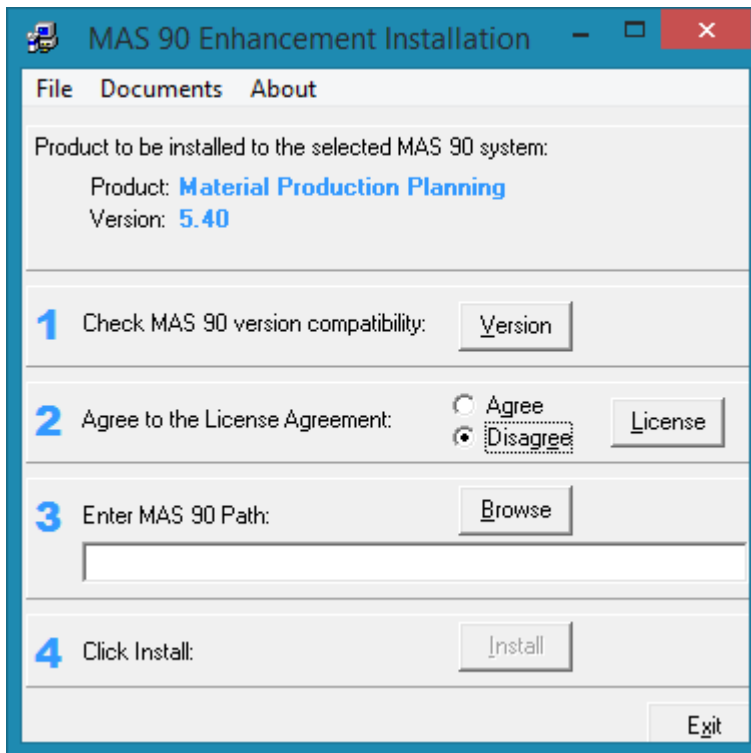 MAS 90 Enhancement Installation
File Documents About
Product to be installed to the selected MAS 90 system:
Product: Material Production Planning
Version: 5.40
1 Check MAS 90 version compatibility: Version
2 Agree to the License Agreement: Agree
Disagree
License
3 Enter MAS 90 Path: Browse
4 Click Install: Install
Exit